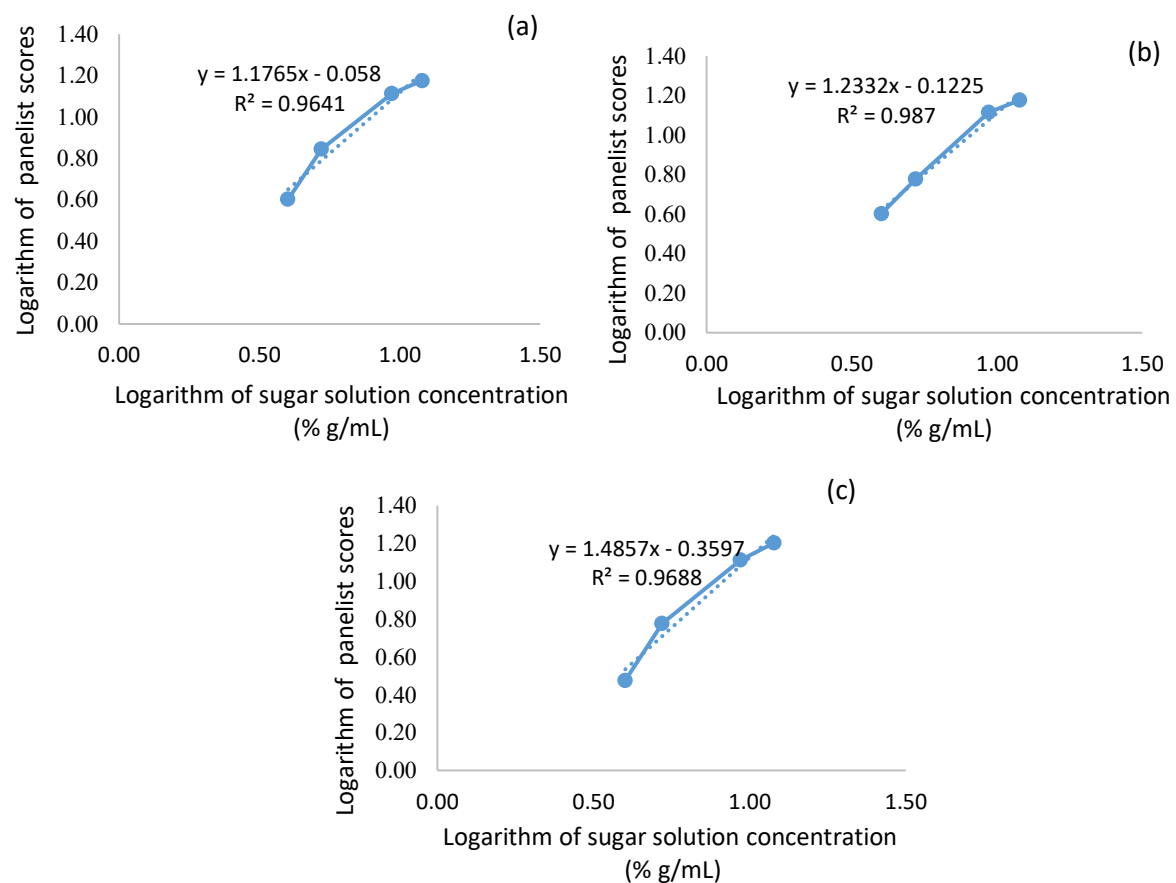 (a)
y = 1.1765x - 0.058
R² = 0.9641
Logarithm of panelist scores
1.40
1.20
1.00
0.80
0.60
0.40
0.20
0.00
0.00 0.50 1.00 1.50
Logarithm of sugar solution concentration
(% g/mL)
(b)
y = 1.2332x - 0.1225
R² = 0.987
Logarithm of panelist scores
1.40
1.20
1.00
0.80
0.60
0.40
0.20
0.00
0.00 0.50 1.00 1.50
Logarithm of sugar solution concentration
(% g/mL)
(c)
y = 1.4857x - 0.3597
R² = 0.9688
Logarithm of panelist scores
1.40
1.20
1.00
0.80
0.60
0.40
0.20
0.00
0.00 0.50 1.00 1.50
Logarithm of sugar solution concentration
(% g/mL)